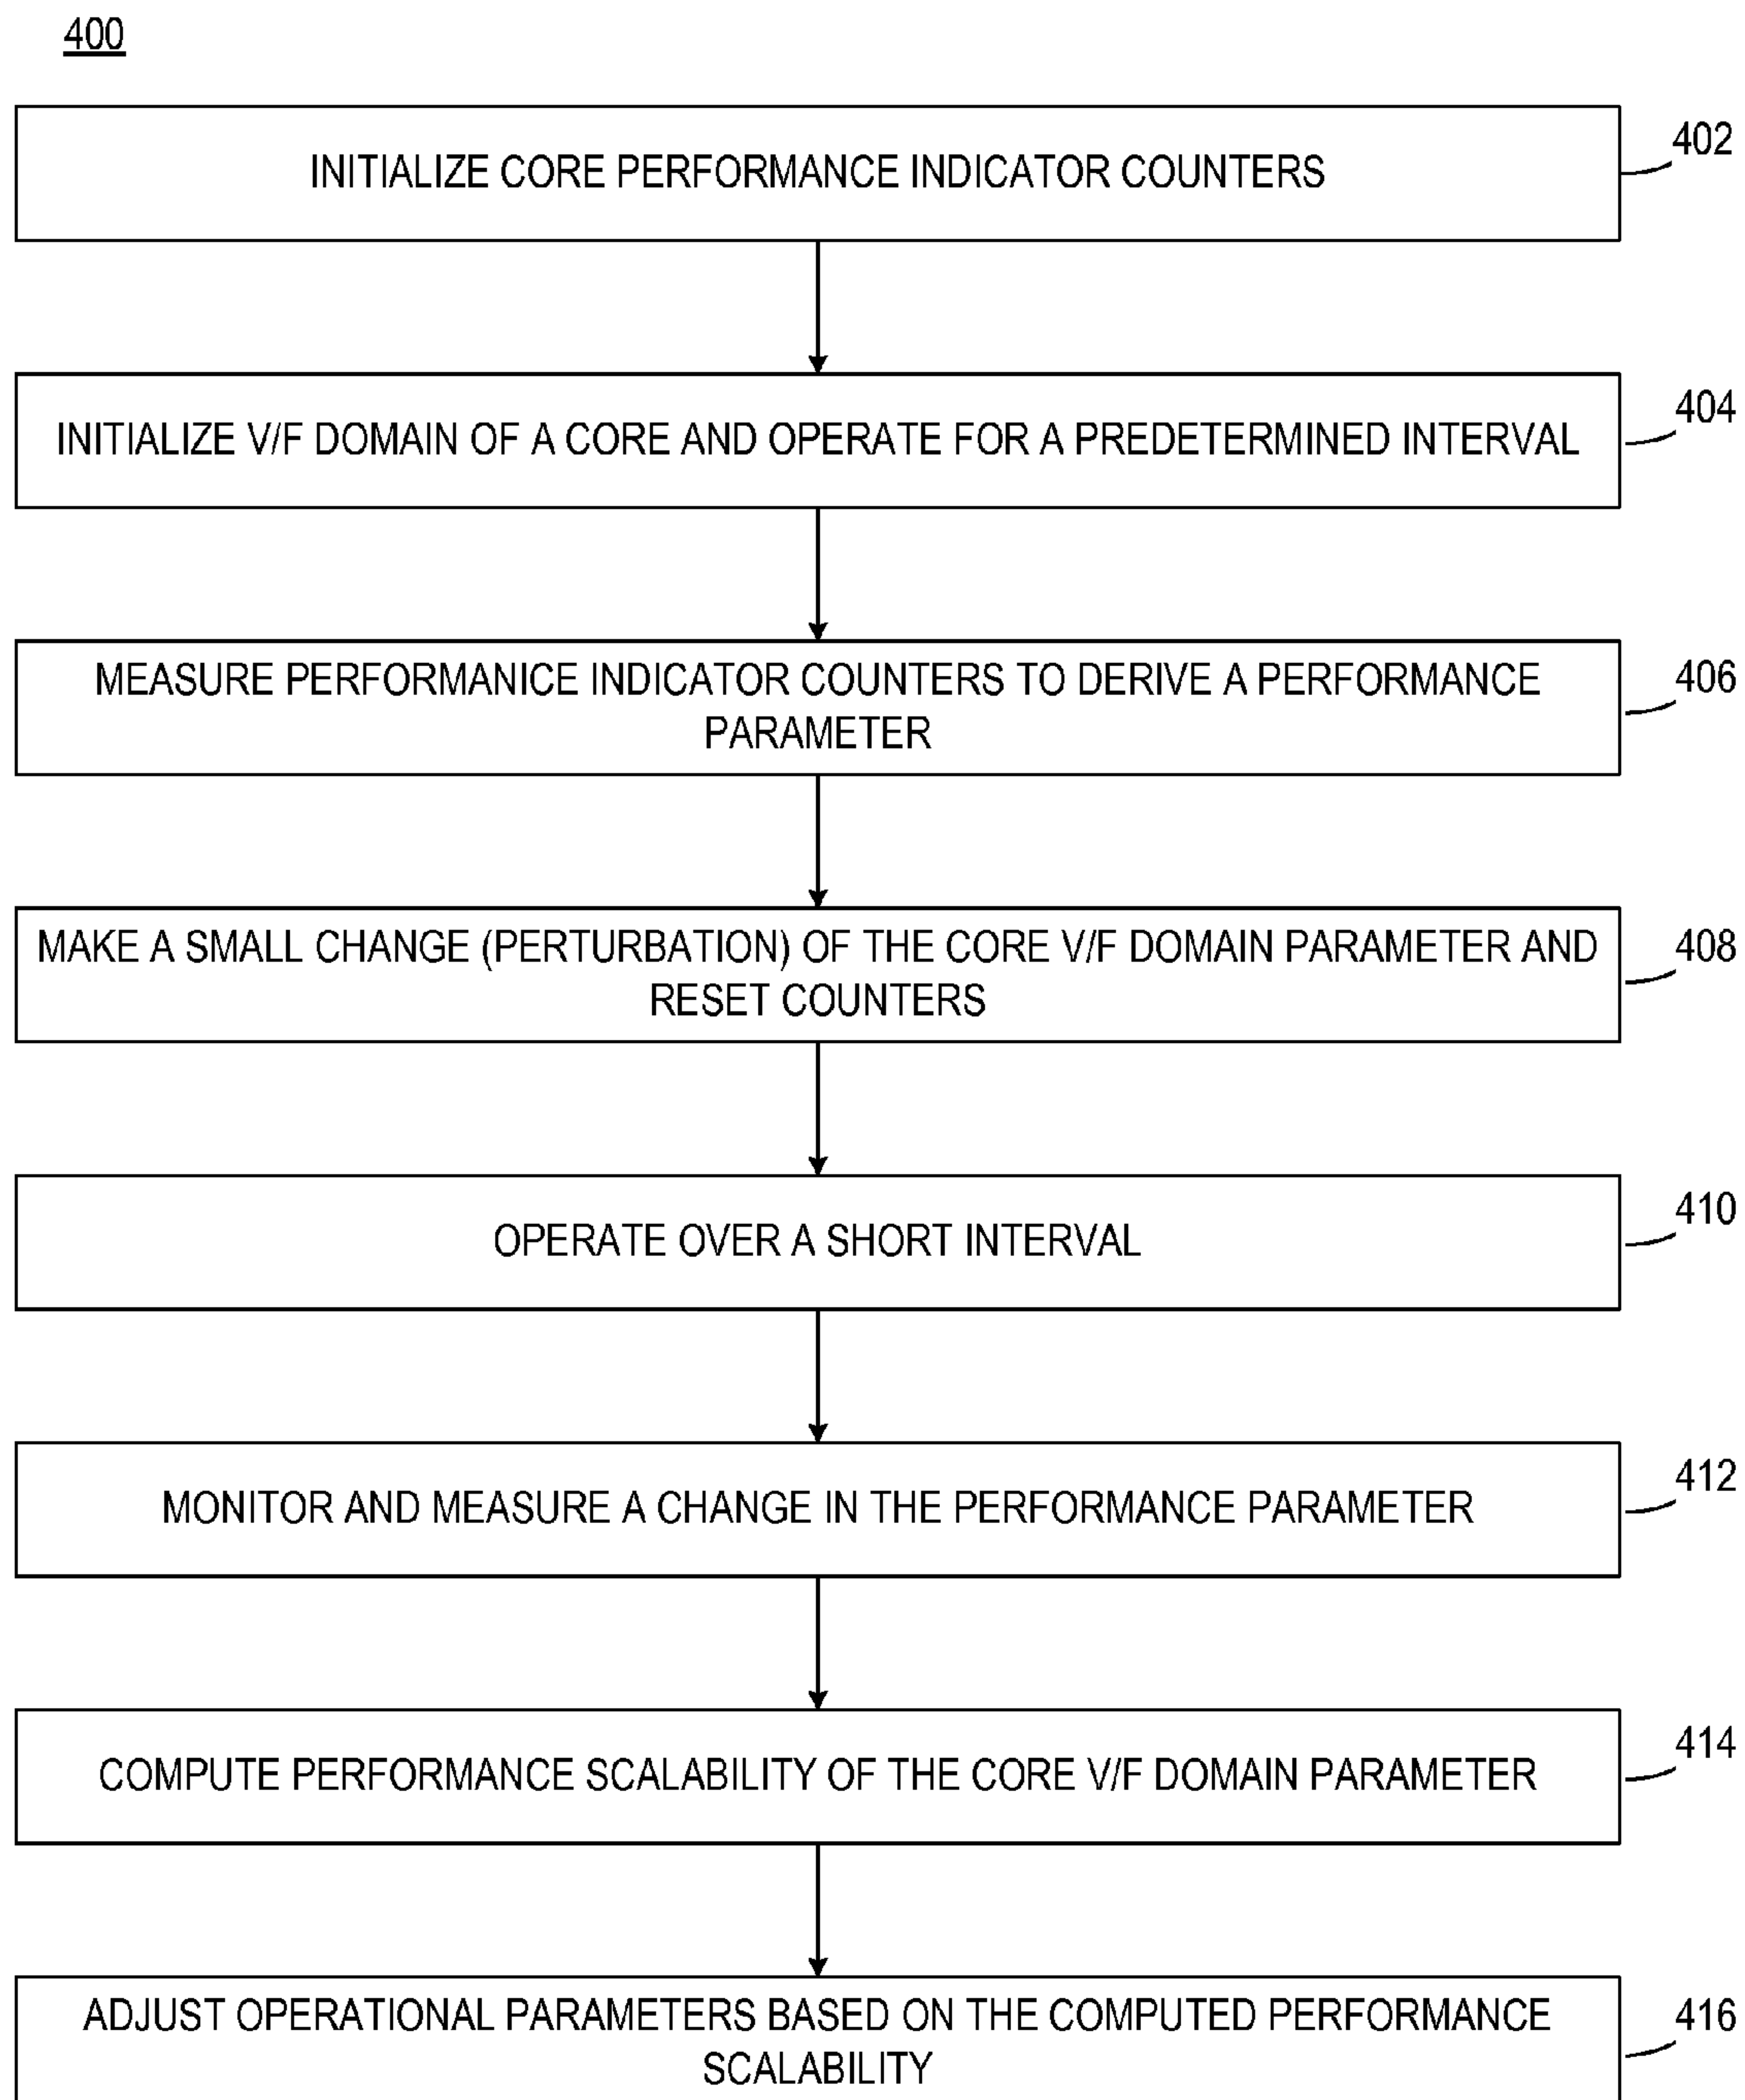 400
INITIALIZE CORE PERFORMANCE INDICATOR COUNTERS
402
INITIALIZE V/F DOMAIN OF A CORE AND OPERATE FOR A PREDETERMINED INTERVAL
404
MEASURE PERFORMANICE INDICATOR COUNTERS TO DERIVE A PERFORMANCE
PARAMETER
406
MAKE A SMALL CHANGE (PERTURBATION) OF THE CORE V/F DOMAIN PARAMETER AND
RESET COUNTERS
408
OPERATE OVER A SHORT INTERVAL
410
MONITOR AND MEASURE A CHANGE IN THE PERFORMANCE PARAMETER
412
COMPUTE PERFORMANCE SCALABILITY OF THE CORE V/F DOMAIN PARAMETER
414
ADJUST OPERATIONAL PARAMETERS BASED ON THE COMPUTED PERFORMANCE
SCALABILITY
416